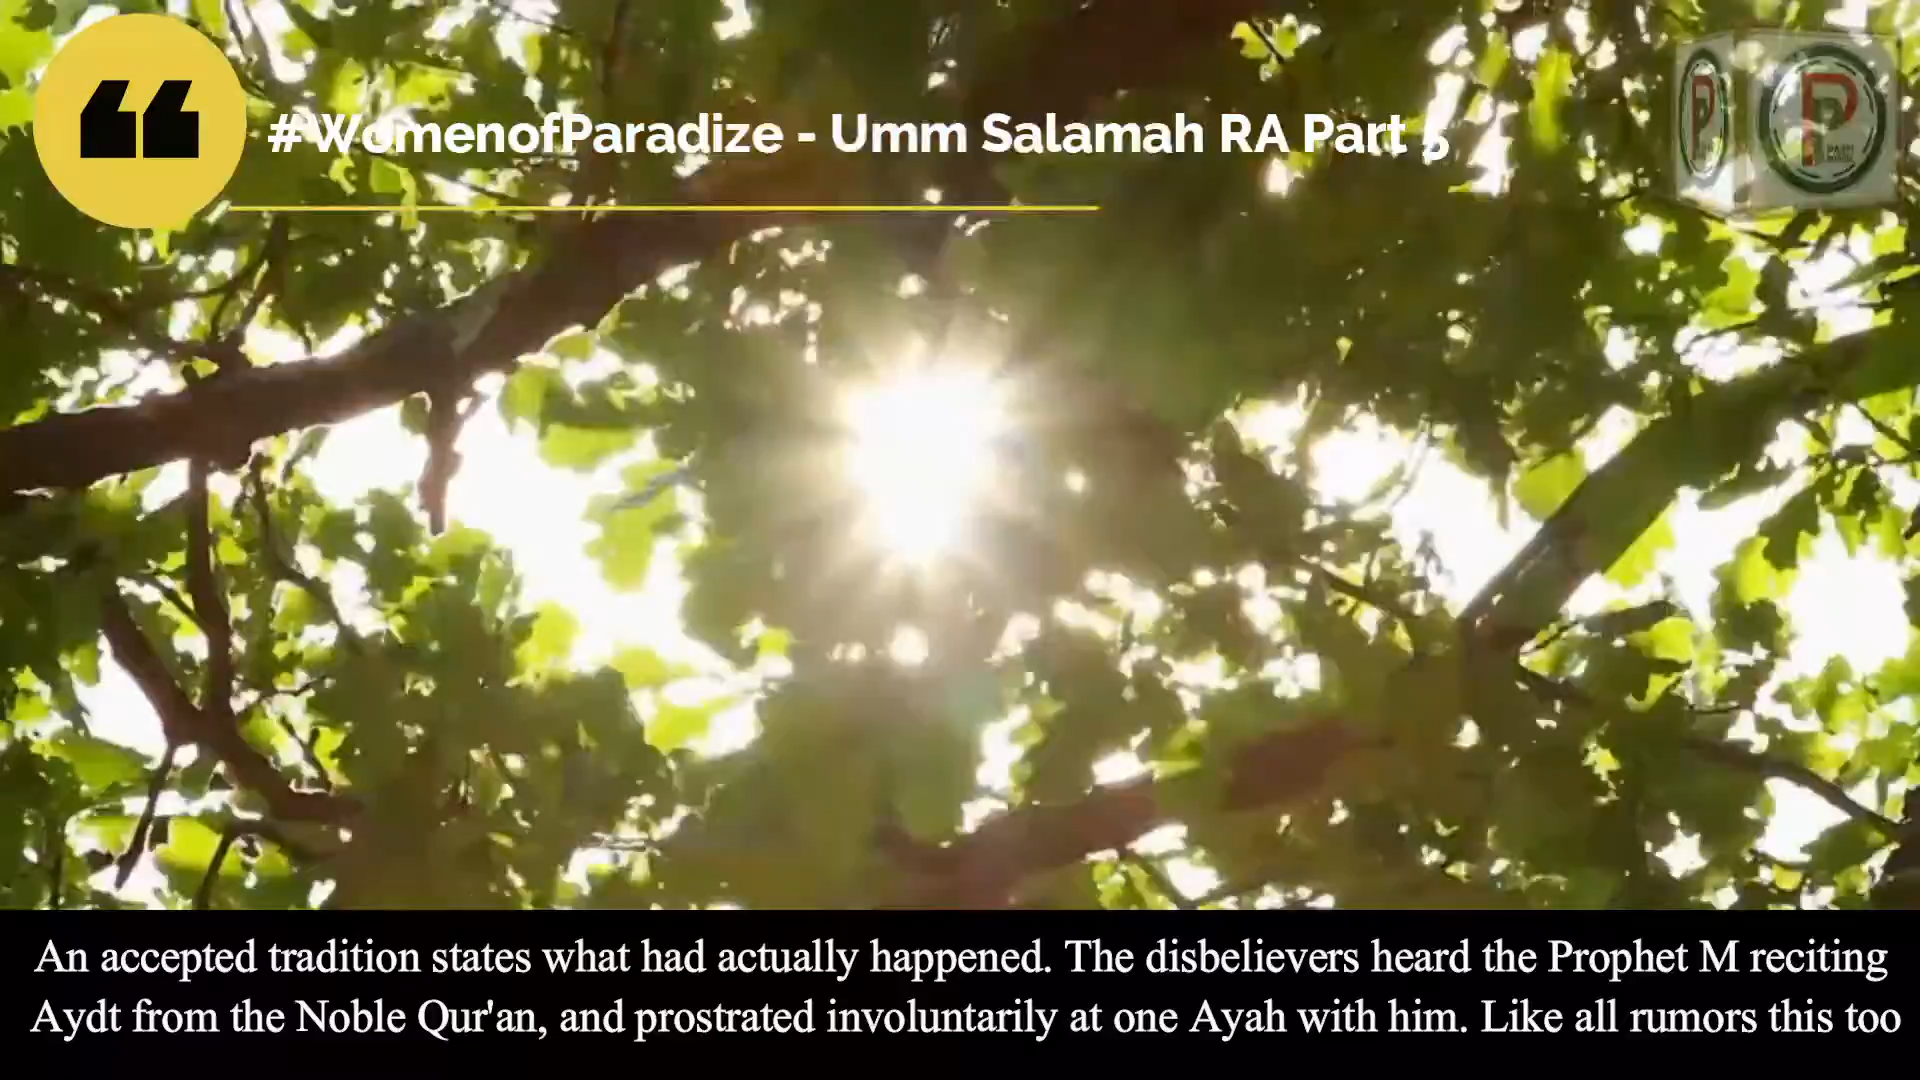 #WomenofParadize - Umm Salamah RA Part 5
An accepted tradition states what had actually happened. The disbelievers heard the Prophet M reciting
Aydt from the Noble Qur'an, and prostrated involuntarily at one Ayah with him. Like all rumors this too